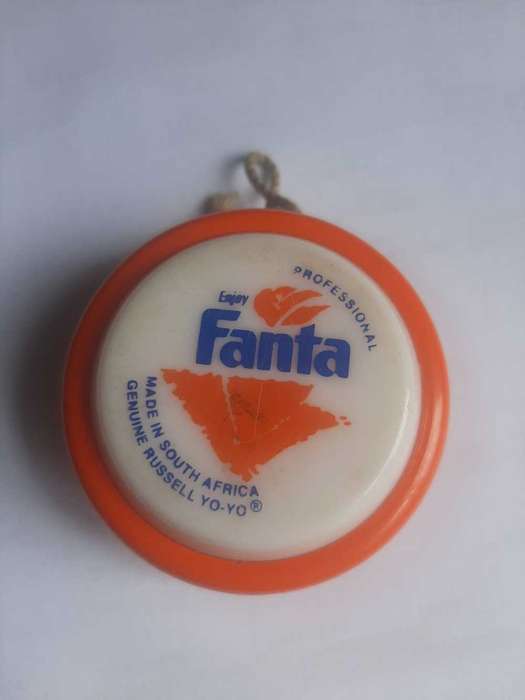 PROFESSIONAL
Enjoy
Fanta
MADE IN SOUTH AFRICA
GENUINE RUSSELL YO-YO®